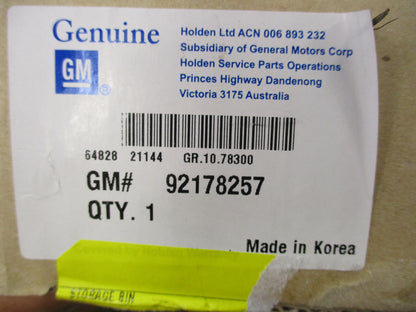 Genuine
GM
®
Holden Ltd ACN 006 893 232
Subsidiary of General Motors Corp
Holden Service Parts Operations
Princes Highway Dandenong
Victoria 3175 Australia
64828 21144 GR.10.78300
GM# 92178257
QTY. 1
Made in Korea
STORAGE BIN